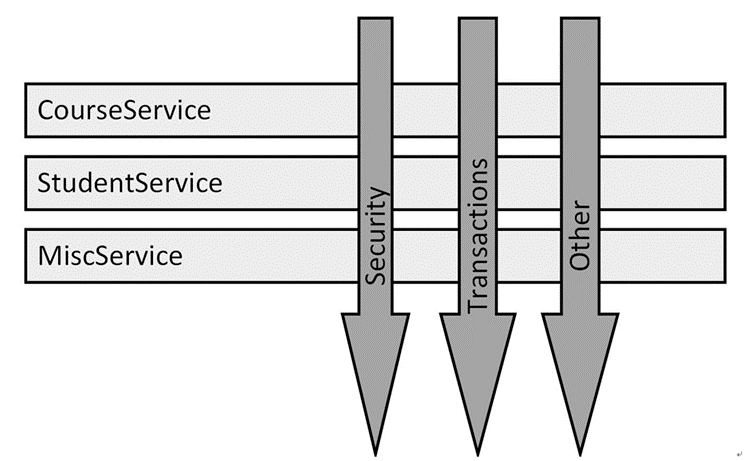 CourseService
StudentService
MiscService
Security
Transactions
Other